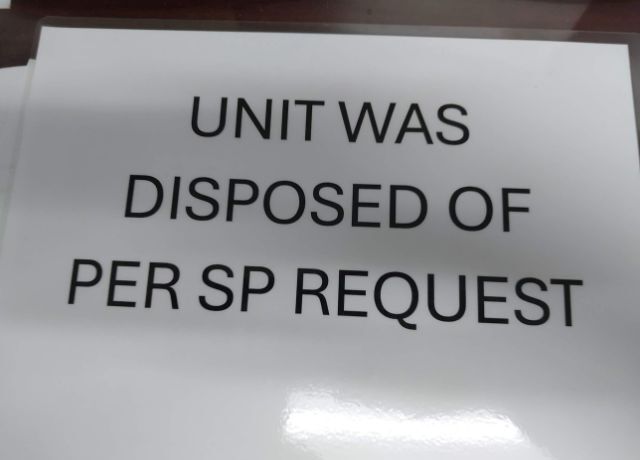 UNIT WAS
DISPOSED OF
PER SP REQUEST